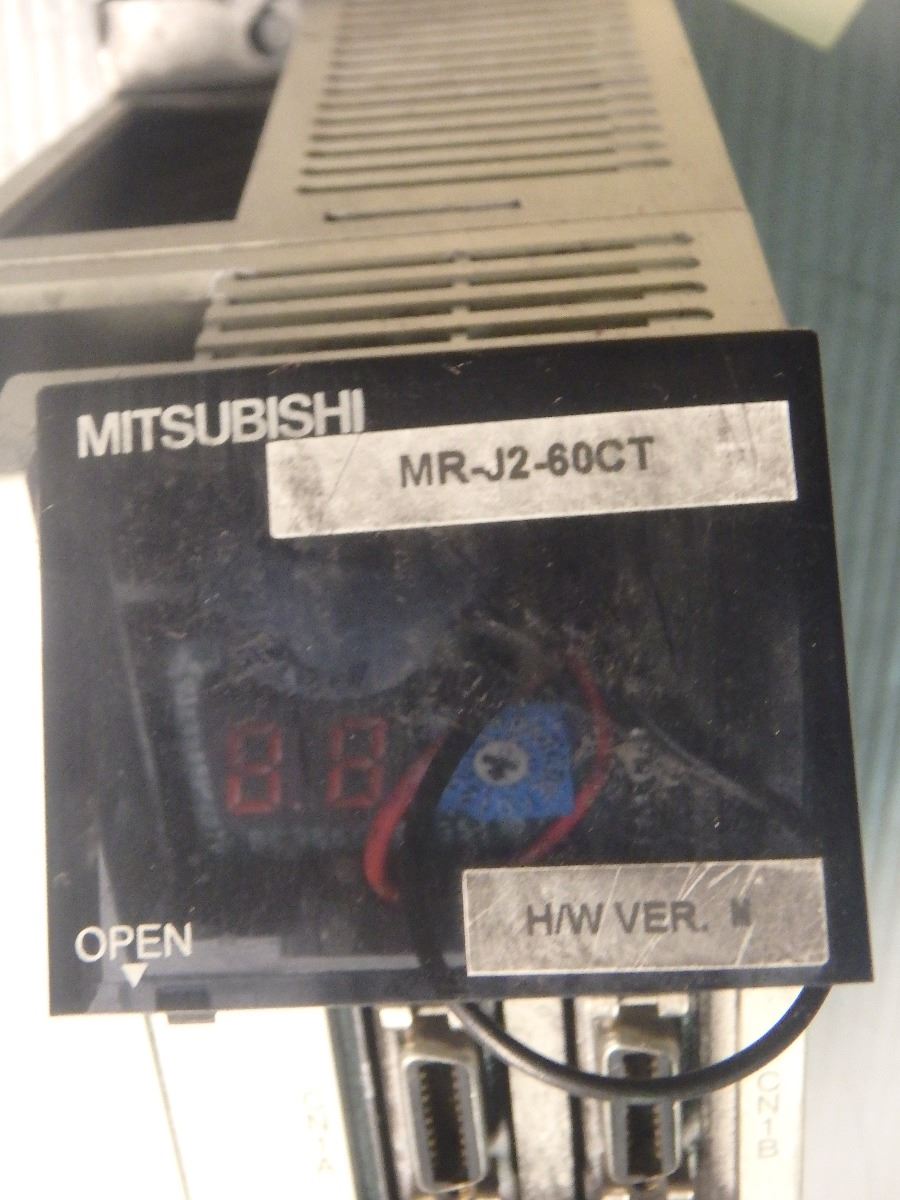 MITSUBISHI
MR-J2-60CT
OPEN
H/W VER.
CN1A
CN1B